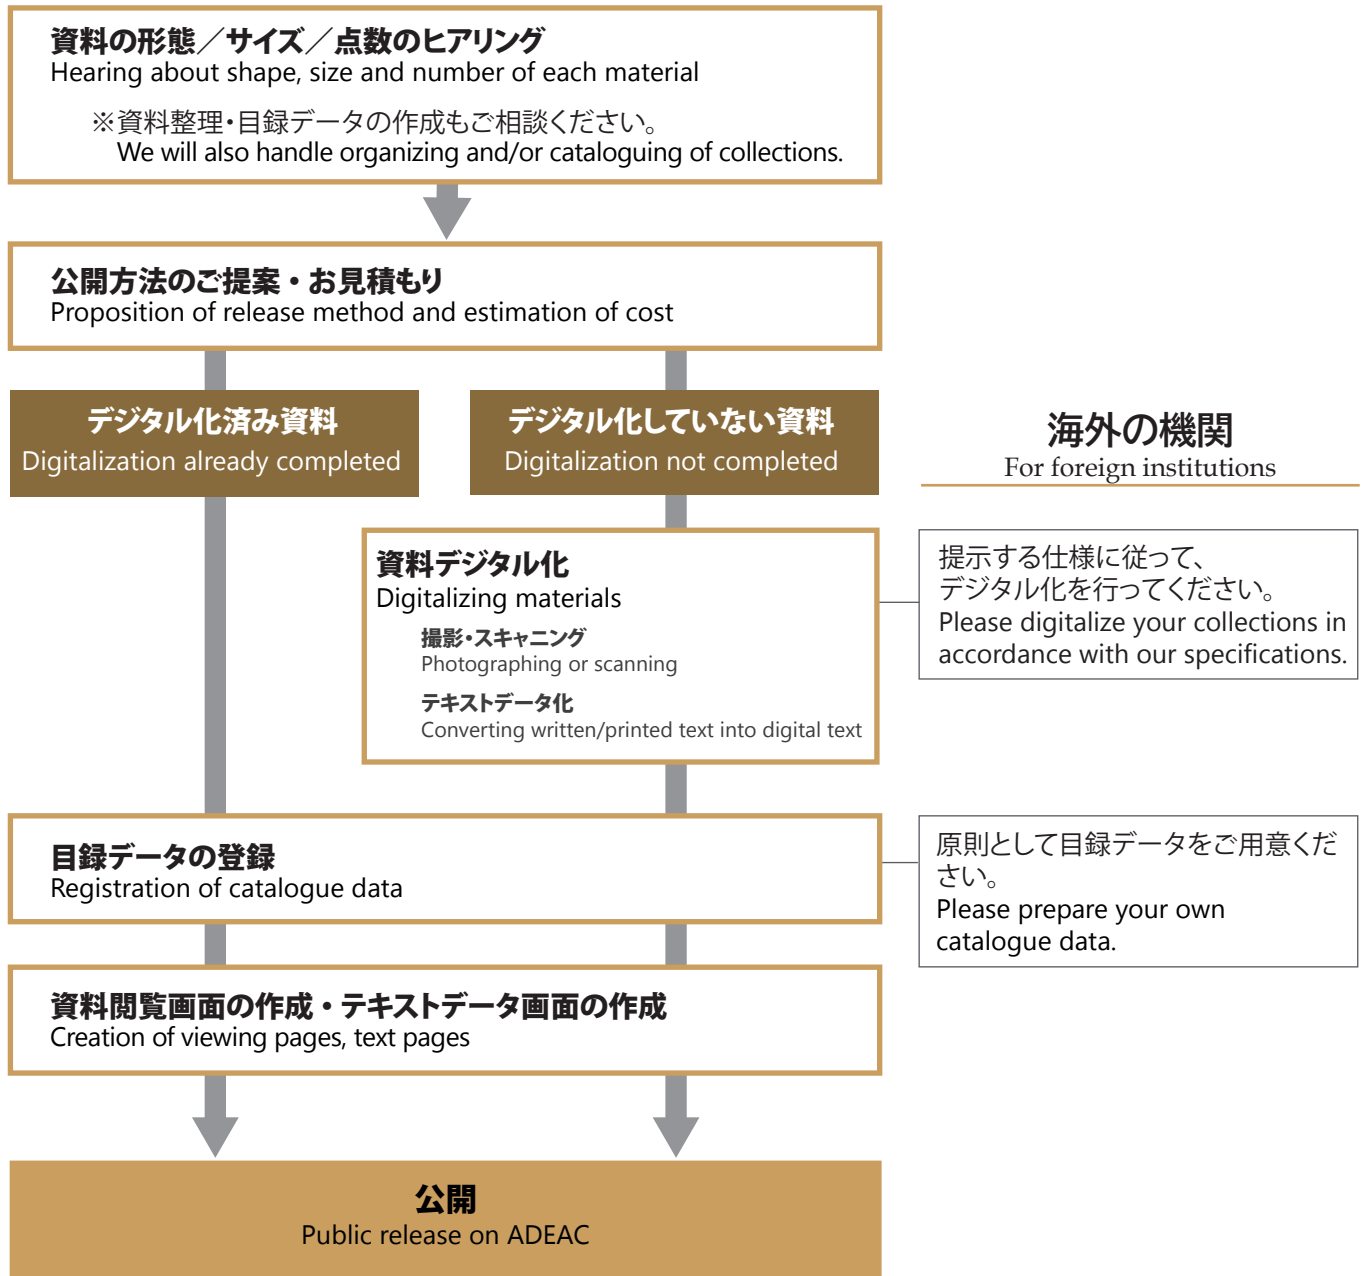 資料の形態／サイズ／点数のヒアリング
Hearing about shape, size and number of each material
※資料整理・目録データの作成もご相談ください。
We will also handle organizing and/or cataloguing of collections.
公開方法のご提案・お見積もり
Proposition of release method and estimation of cost
デジタル化済み資料
Digitalization already completed
デジタル化していない資料
Digitalization not completed
海外の機関
For foreign institutions
資料デジタル化
Digitalizing materials
撮影・スキャニング
Photographing or scanning
テキストデータ化
Converting written/printed text into digital text
提示する仕様に従って、
デジタル化を行ってください。
Please digitalize your collections in
accordance with our specifications.
目録データの登録
Registration of catalogue data
原則として目録データをご用意くだ
さい。
Please prepare your own
catalogue data.
資料閲覧画面の作成・テキストデータ画面の作成
Creation of viewing pages, text pages
公開
Public release on ADEAC